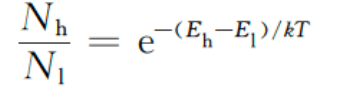 N_h/N_l = e^{-(E_h-E_l)/kT}